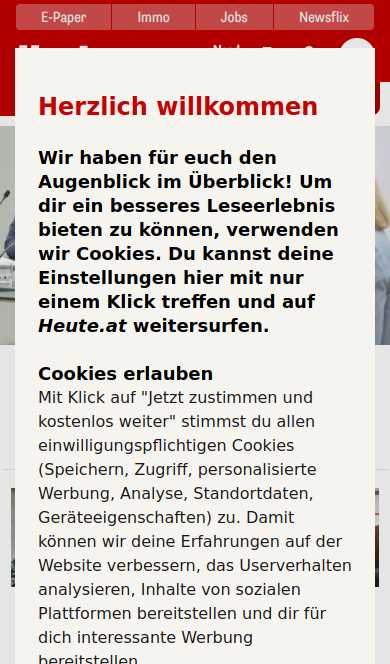 E-Paper Immo Jobs Newsflix
Herzlich willkommen
Wir haben für euch den
Augenblick im Überblick! Um
dir ein besseres Leseerlebnis
bieten zu können, verwenden
wir Cookies. Du kannst deine
Einstellungen hier mit nur
einem Klick treffen und auf
Heute.at weitersurfen.
Cookies erlauben
Mit Klick auf "Jetzt zustimmen und
kostenlos weiter" stimmst du allen
einwilligungspflichtigen Cookies
(Speichern, Zugriff, personalisierte
Werbung, Analyse, Standortdaten,
Geräteeigenschaften) zu. Damit
können wir deine Erfahrungen auf der
Website verbessern, das Userverhalten
analysieren, Inhalte von sozialen
Plattformen bereitstellen und dir für
dich interessante Werbung
bereitstellen